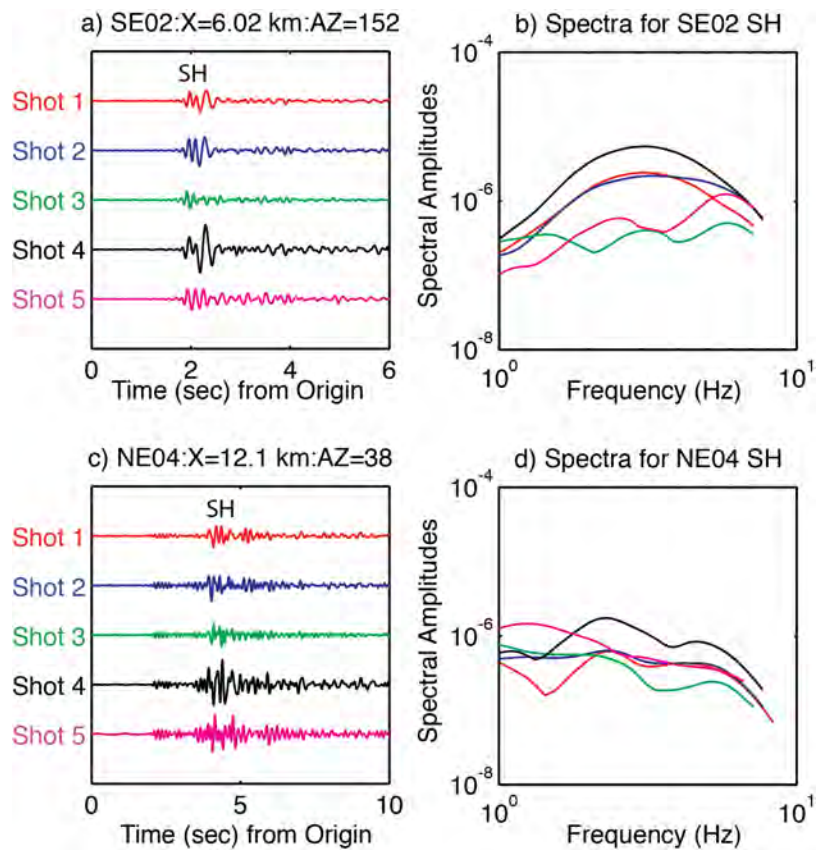 a) SE02:X=6.02 km:AZ=152
SH
Shot 1
Shot 2
Shot 3
Shot 4
Shot 5
0 2 4 6
Time (sec) from Origin
b) Spectra for SE02 SH
10-4
10-6
10-8
Spectral Amplitudes
100 101
Frequency (Hz)
c) NE04:X=12.1 km:AZ=38
SH
Shot 1
Shot 2
Shot 3
Shot 4
Shot 5
0 5 10
Time (sec) from Origin
d) Spectra for NE04 SH
10-4
10-6
10-8
Spectral Amplitudes
100 101
Frequency (Hz)